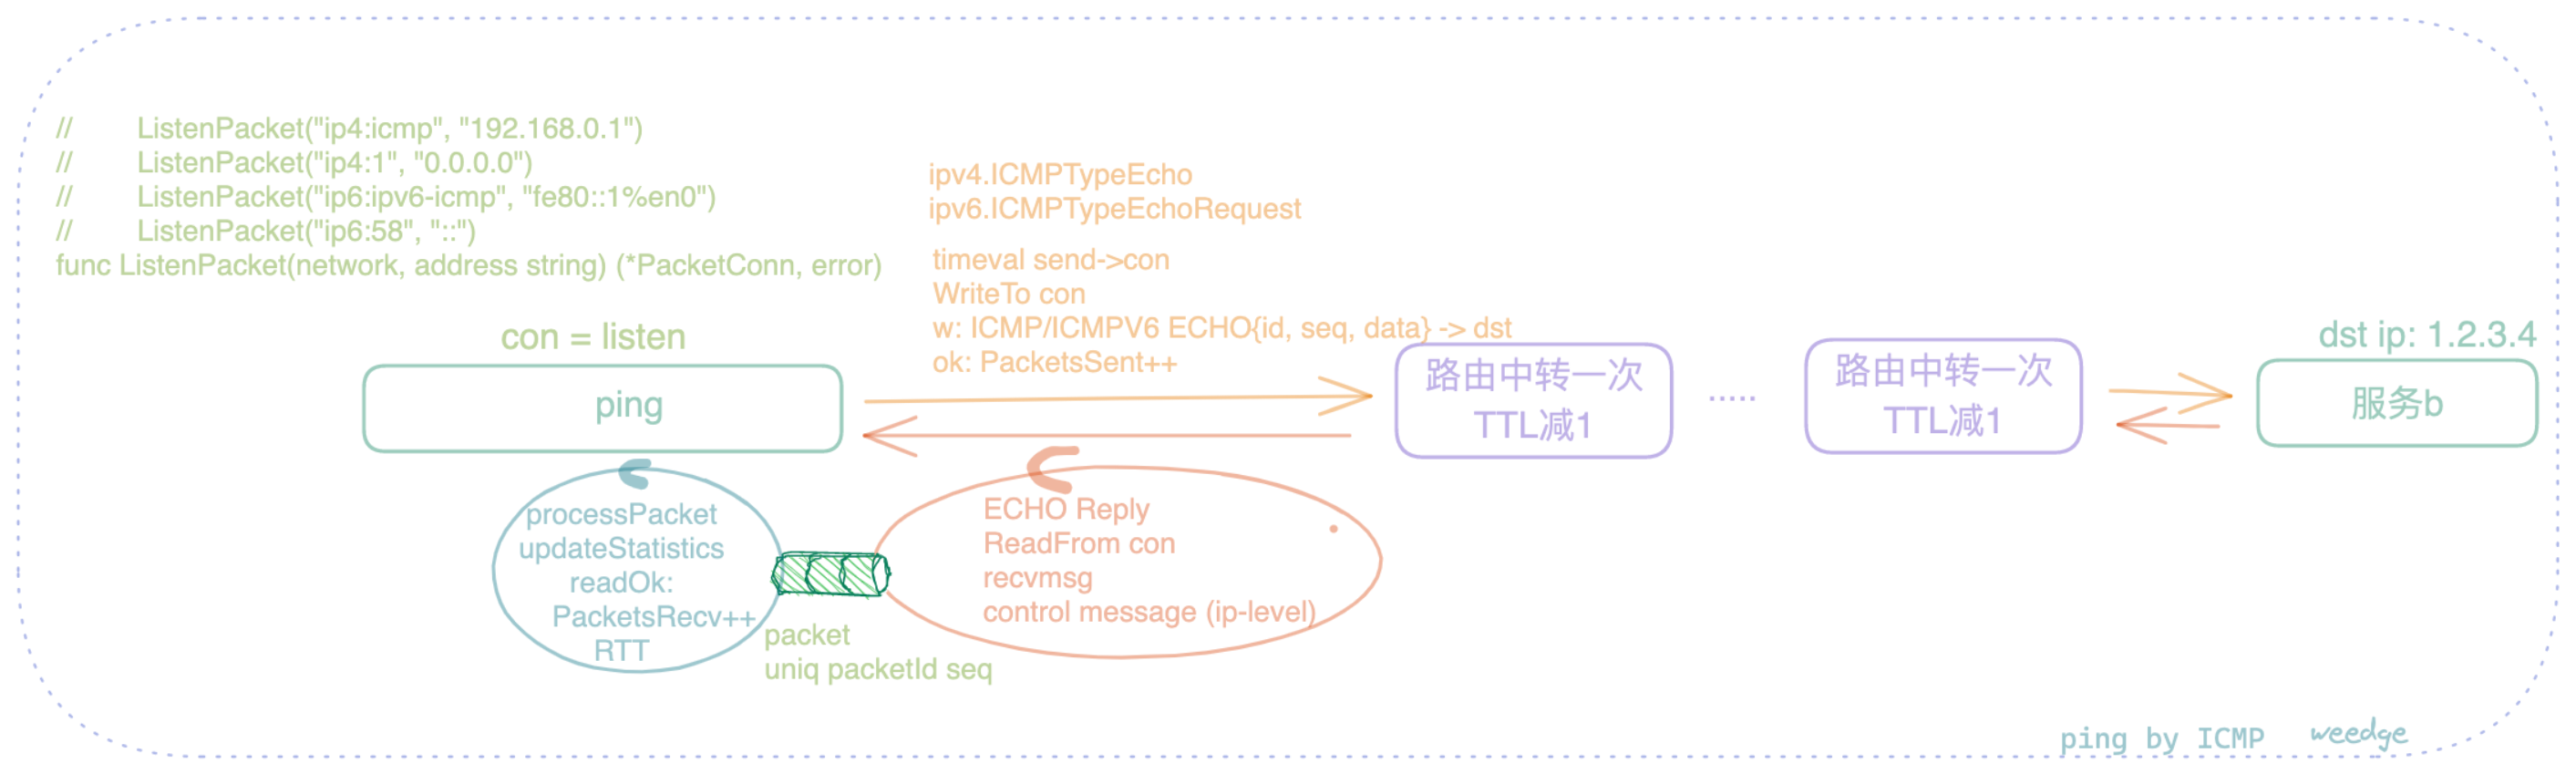 // ListenPacket("ip4:icmp", "192.168.0.1")
// ListenPacket("ip4:1", "0.0.0.0")
// ListenPacket("ip6:ipv6-icmp", "fe80::1%en0")
// ListenPacket("ip6:58", "::")
func ListenPacket(network, address string) (*PacketConn, error)
con = listen
ping
ipv4.ICMPTypeEcho
ipv6.ICMPTypeEchoRequest
timeval send->con
WriteTo con
w: ICMP/ICMPV6 ECHO{id, seq, data} -> dst
ok: PacketsSent++
路由中转一次
TTL减1
.....
路由中转一次
TTL减1
dst ip: 1.2.3.4
服务b
processPacket
updateStatistics
readOk:
PacketsRecv++
RTT
packet
uniq packetId seq
ECHO Reply
ReadFrom con
recvmsg
control message (ip-level)
ping by ICMP weedge